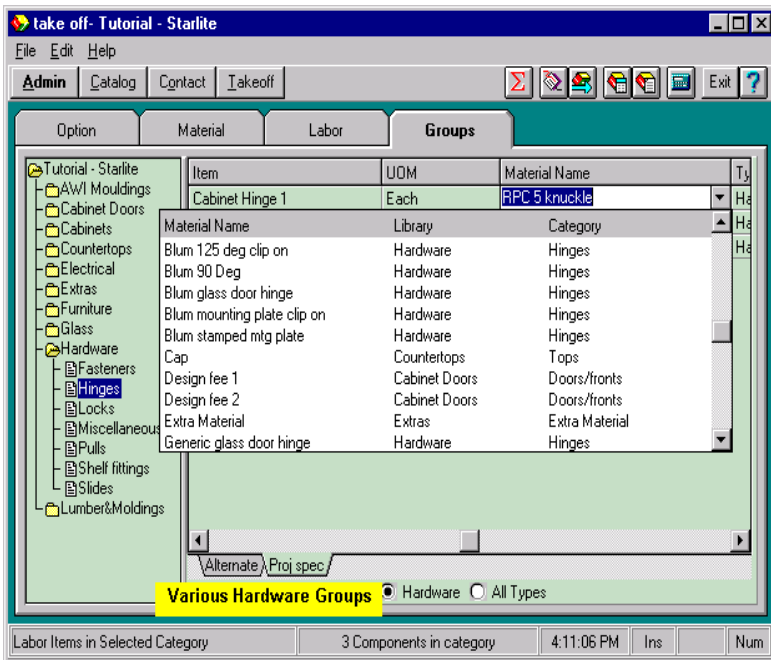 take off- Tutorial - Starlite
File Edit Help
Admin Catalog Contact Takeoff Σ Exit ?
Option Material Labor Groups
Tutorial - Starlite
AWI Mouldings
Cabinet Doors
Cabinets
Countertops
Electrical
Extras
Furniture
Glass
Hardware
Fasteners
Hinges
Locks
Miscellaneous
Pulls
Shelf fittings
Slides
Lumber&Moldings
Item UOM Material Name Ty
Cabinet Hinge 1 Each RPC 5 knuckle Ha
Ha
Ha
Material Name Library Category
Blum 125 deg clip on Hardware Hinges
Blum 90 Deg Hardware Hinges
Blum glass door hinge Hardware Hinges
Blum mounting plate clip on Hardware Hinges
Blum stamped mtg plate Hardware Hinges
Cap Countertops Tops
Design fee 1 Cabinet Doors Doors/fronts
Design fee 2 Cabinet Doors Doors/fronts
Extra Material Extras Extra Material
Generic glass door hinge Hardware Hinges
Alternate Proj spec
Various Hardware Groups Hardware All Types
Labor Items in Selected Category 3 Components in category 4:11:06 PM Ins Num